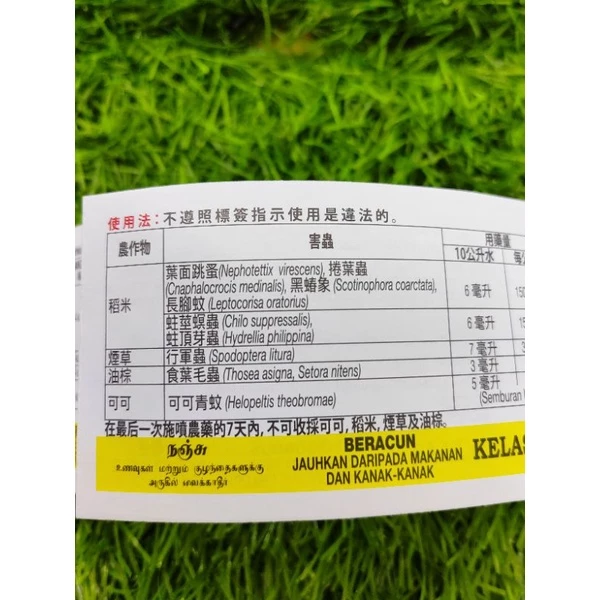 使用法: 不遵照標簽指示使用是違法的。
農作物 害蟲 用藥量
10公升水
稻米 葉面跳蚤(Nephotettix virescens), 捲葉蟲
(Cnaphalocrocis medinalis), 黑蝽象 (Scotinophora coarctata),
長腳蚊 (Leptocorisa oratorius) 6 毫升
蛀莖螟蟲 (Chilo suppressalis),
蛀頂芽蟲 (Hydrellia philippina) 6 毫升
煙草 行軍蟲 (Spodoptera litura) 7 毫升
油棕 食葉毛蟲 (Thosea asigna, Setora nitens) 3 毫升
可可 可可青蚊 (Helopeltis theobromae) 5 毫升
(Semburan
在最后一次施噴農藥的7天內, 不可收採可可, 稻米, 煙草及油棕。
நஞ்சு
உணவுகள் மற்றும் குழந்தைகளுக்கு
அருகில் வைக்காதீர்
BERACUN
JAUHKAN DARIPADA MAKANAN
DAN KANAK-KANAK
KELAS